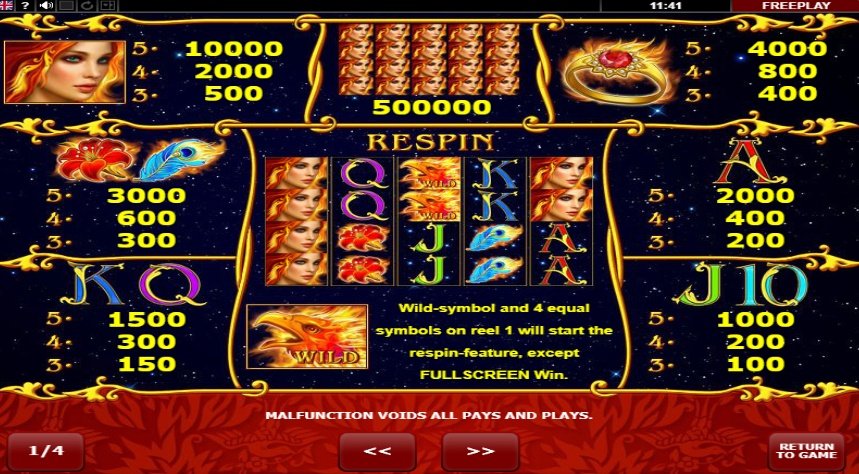 ?
11:41
FREEPLAY
5- 10000
4- 2000
3- 500
500000
5- 4000
4- 800
3- 400
RESPIN
5- 3000
4- 600
3- 300
Q WILD K
Q WILD K
J A
J A
A
5- 2000
4- 400
3- 200
K Q
5- 1500
4- 300
3- 150
WILD
Wild-symbol and 4 equal
symbols on reel 1 will start the
respin-feature, except
FULLSCREEN Win.
J 10
5- 1000
4- 200
3- 100
MALFUNCTION VOIDS ALL PAYS AND PLAYS.
1/4
<<
>>
RETURN
TO GAME